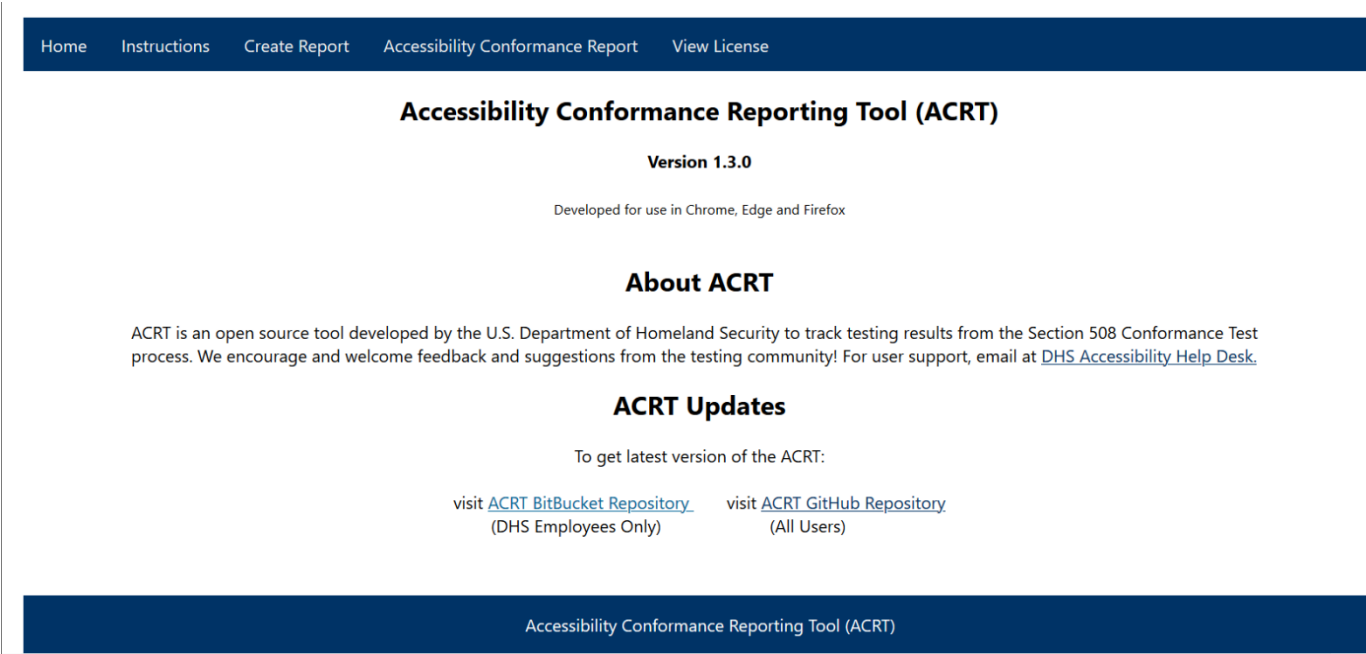 Home Instructions Create Report Accessibility Conformance Report View License
Accessibility Conformance Reporting Tool (ACRT)
Version 1.3.0
Developed for use in Chrome, Edge and Firefox
About ACRT
ACRT is an open source tool developed by the U.S. Department of Homeland Security to track testing results from the Section 508 Conformance Test
process. We encourage and welcome feedback and suggestions from the testing community! For user support, email at DHS Accessibility Help Desk.
ACRT Updates
To get latest version of the ACRT:
visit ACRT BitBucket Repository visit ACRT GitHub Repository
(DHS Employees Only) (All Users)
Accessibility Conformance Reporting Tool (ACRT)